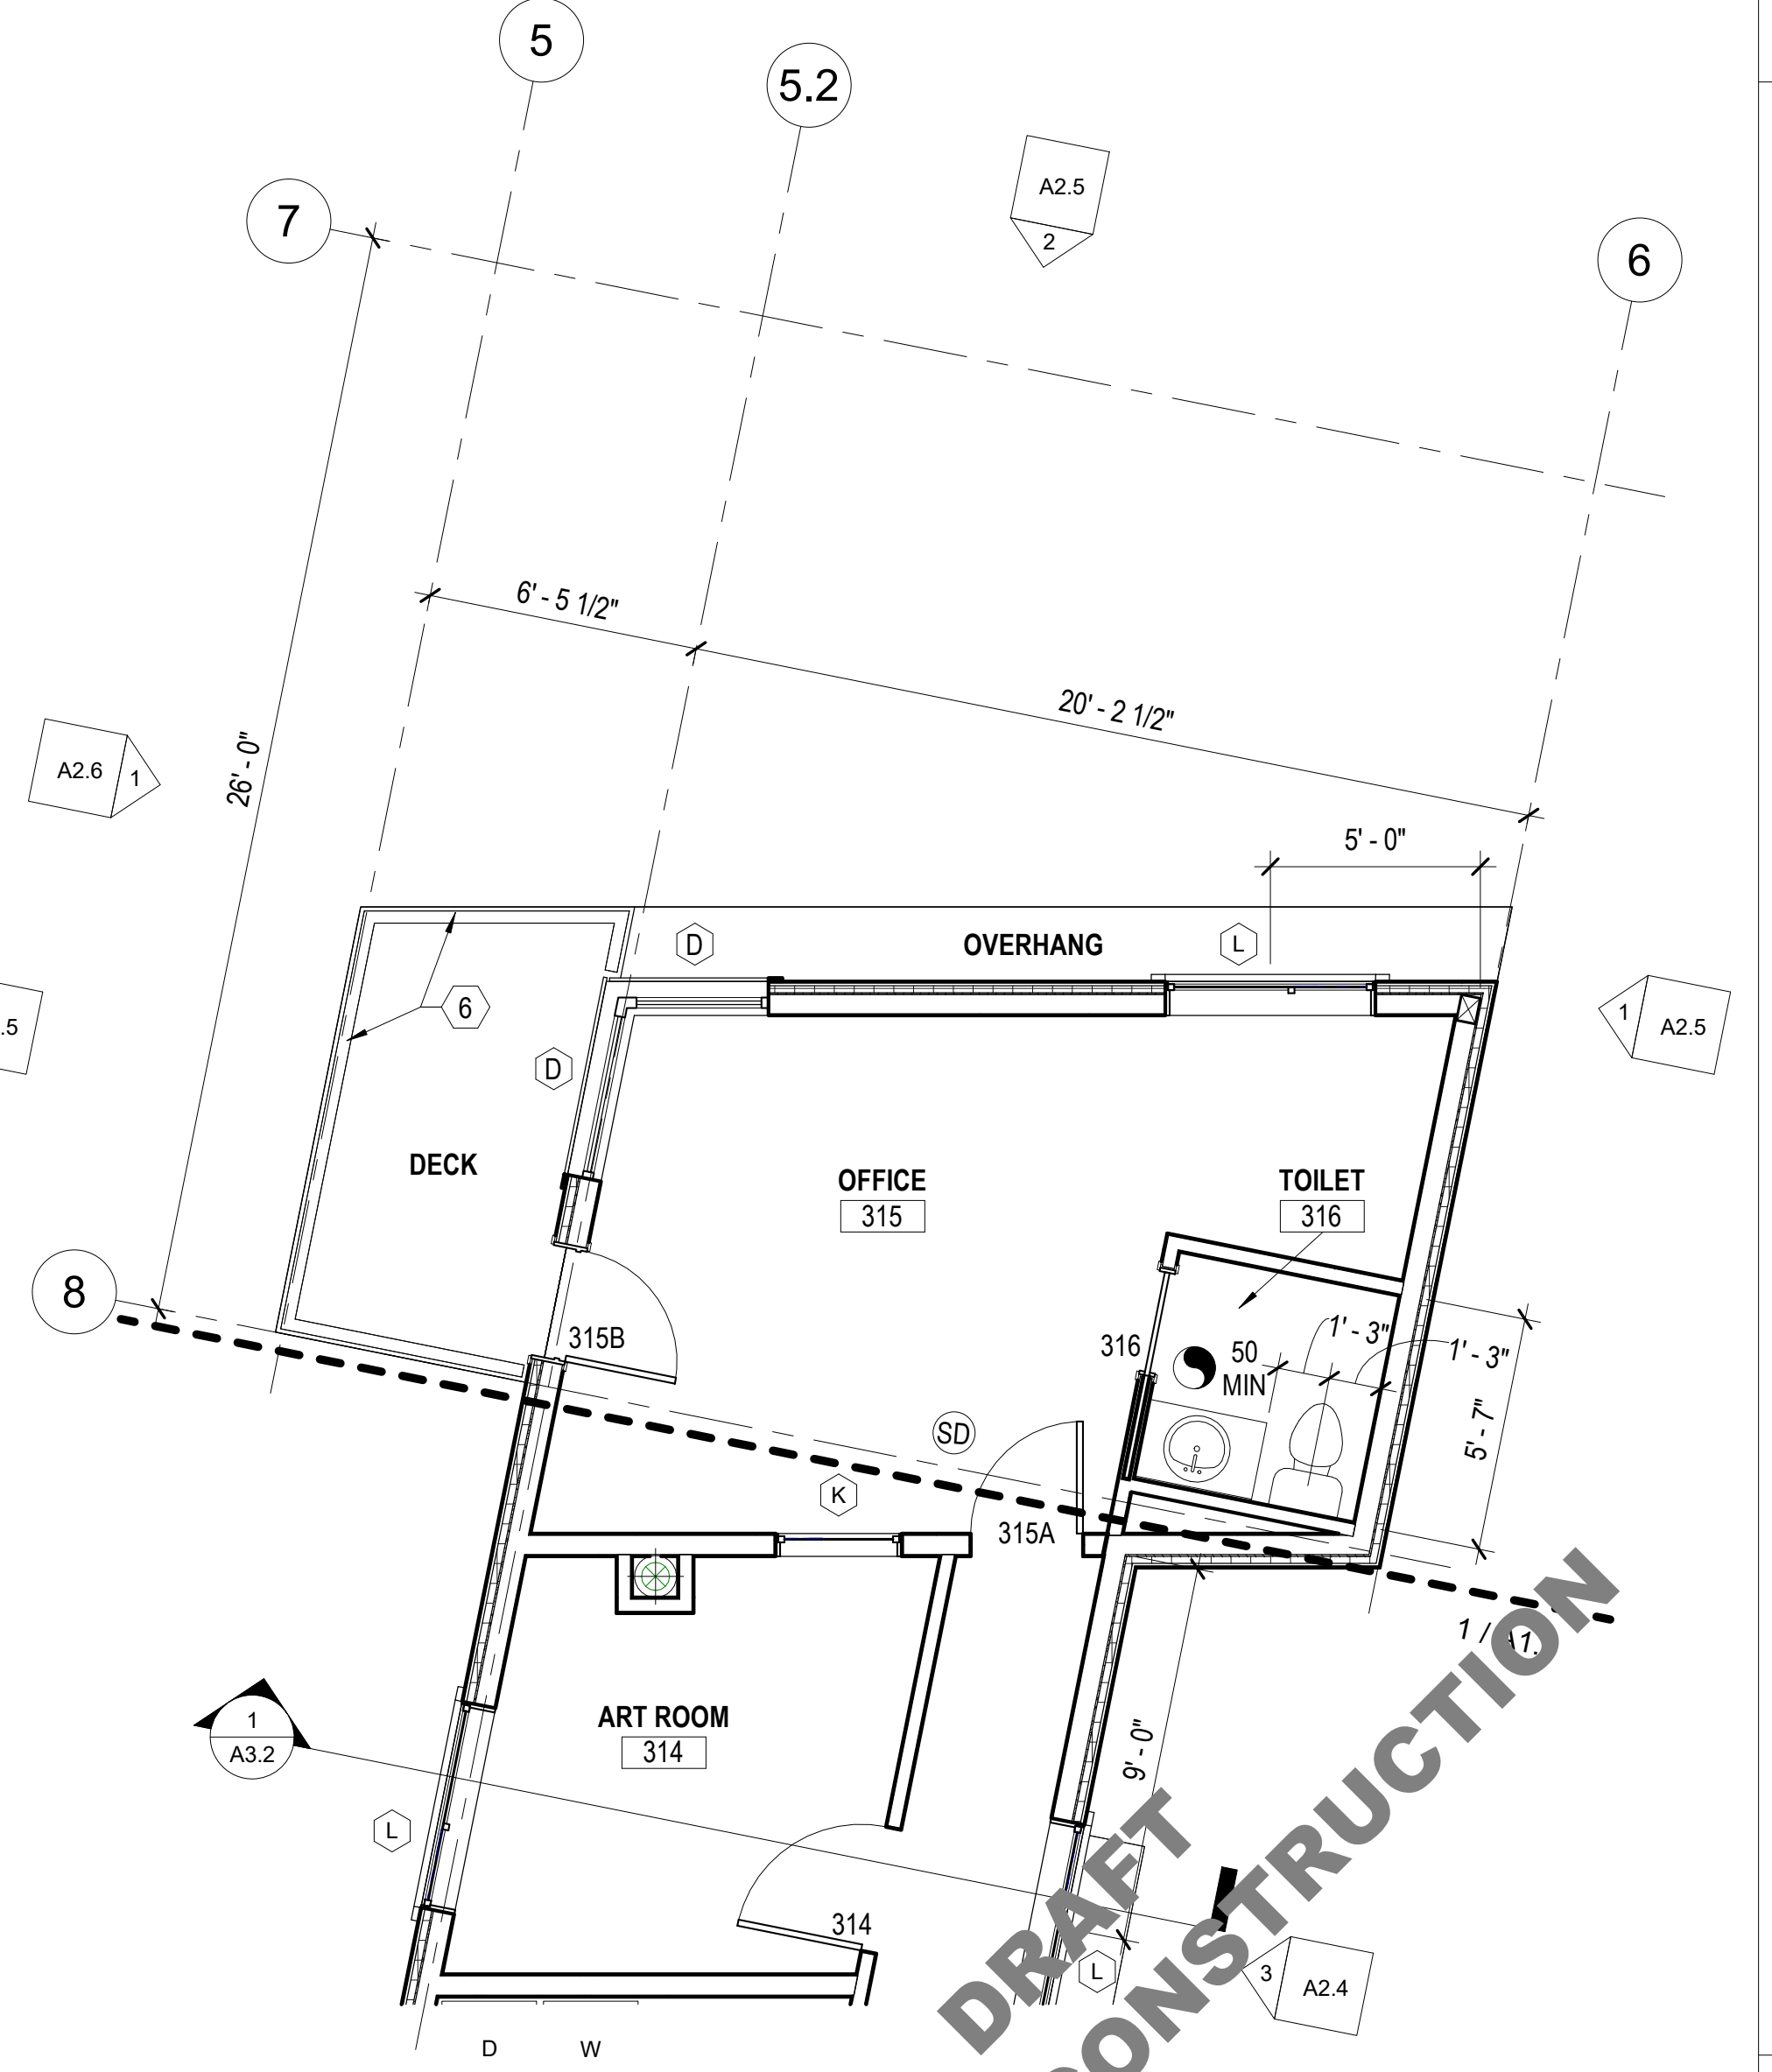 5
5.2
A2.5
2
7
6
6' - 5 1/2"
20' - 2 1/2"
A2.6
1
26' - 0"
5' - 0"
D
OVERHANG
L
6
.5
1
A2.5
D
DECK
OFFICE
315
TOILET
316
8
315B
316
50
MIN
1' - 3"
1' - 3"
5' - 7"
SD
K
315A
1 /
A1.
ART ROOM
314
1
A3.2
9' - 0"
L
314
L
3
A2.4
DRAFT
CONSTRUCTION
D
W